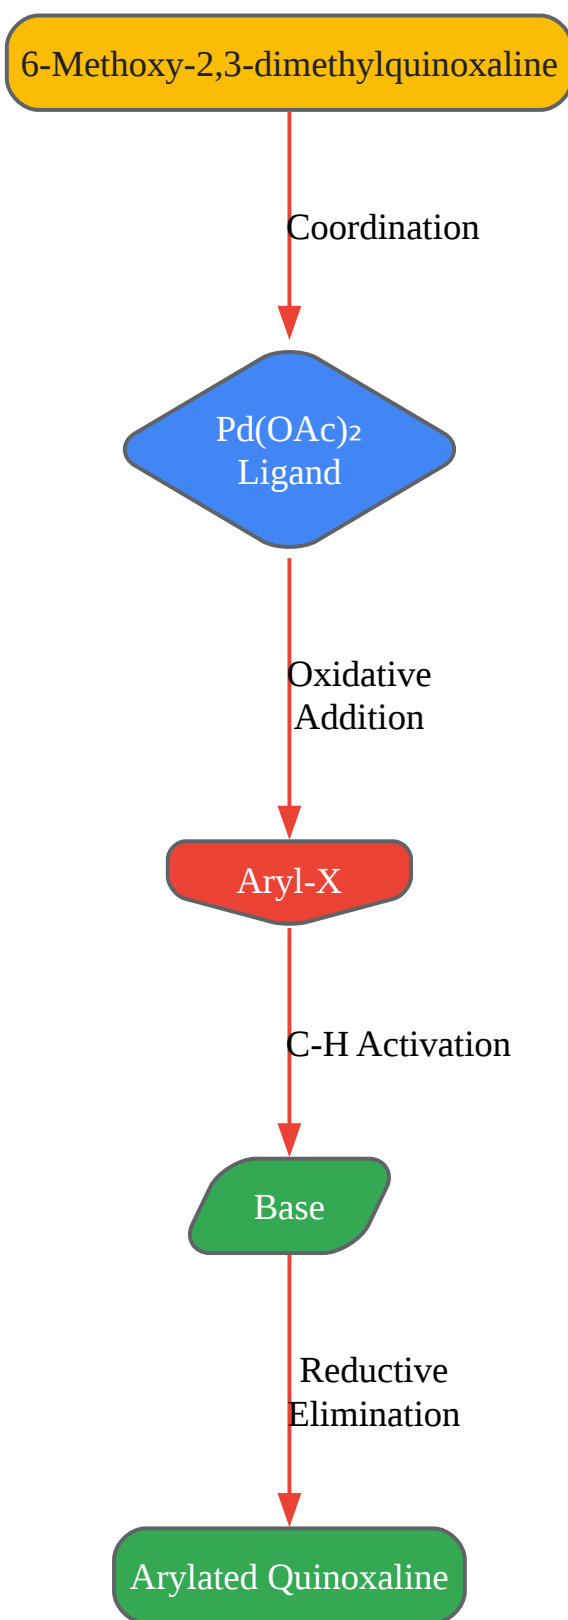 6-Methoxy-2,3-dimethylquinoxaline
Coordination
Pd(OAc)₂
Ligand
Oxidative
Addition
Aryl-X
C-H Activation
Base
Reductive
Elimination
Arylated Quinoxaline